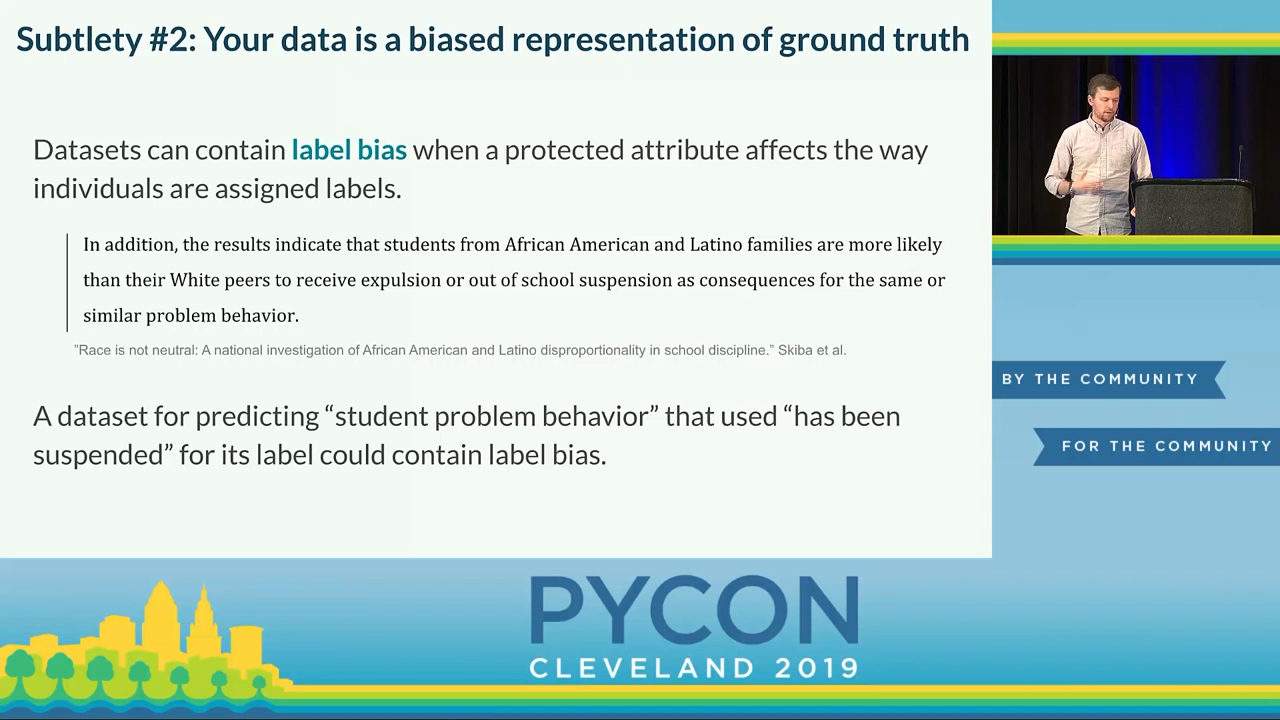 Subtlety #2: Your data is a biased representation of ground truth
Datasets can contain label bias when a protected attribute affects the way
individuals are assigned labels.
In addition, the results indicate that students from African American and Latino families are more likely
than their White peers to receive expulsion or out of school suspension as consequences for the same or
similar problem behavior.
”Race is not neutral: A national investigation of African American and Latino disproportionality in school discipline.” Skiba et al.
A dataset for predicting “student problem behavior” that used “has been
suspended” for its label could contain label bias.
BY THE COMMUNITY
FOR THE COMMUNITY
PYCON
CLEVELAND 2019